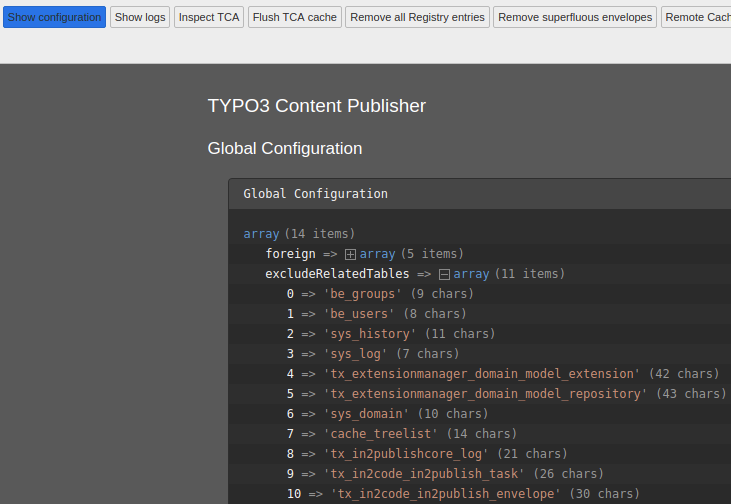 Show configuration Show logs Inspect TCA Flush TCA cache Remove all Registry entries Remove superfluous envelopes Remote Cach
TYPO3 Content Publisher
Global Configuration
Global Configuration
array (14 items)
foreign => array (5 items)
excludeRelatedTables => array (11 items)
0 => 'be_groups' (9 chars)
1 => 'be_users' (8 chars)
2 => 'sys_history' (11 chars)
3 => 'sys_log' (7 chars)
4 => 'tx_extensionmanager_domain_model_extension' (42 chars)
5 => 'tx_extensionmanager_domain_model_repository' (43 chars)
6 => 'sys_domain' (10 chars)
7 => 'cache_treelist' (14 chars)
8 => 'tx_in2publishcore_log' (21 chars)
9 => 'tx_in2code_in2publish_task' (26 chars)
10 => 'tx_in2code_in2publish_envelope' (30 chars)